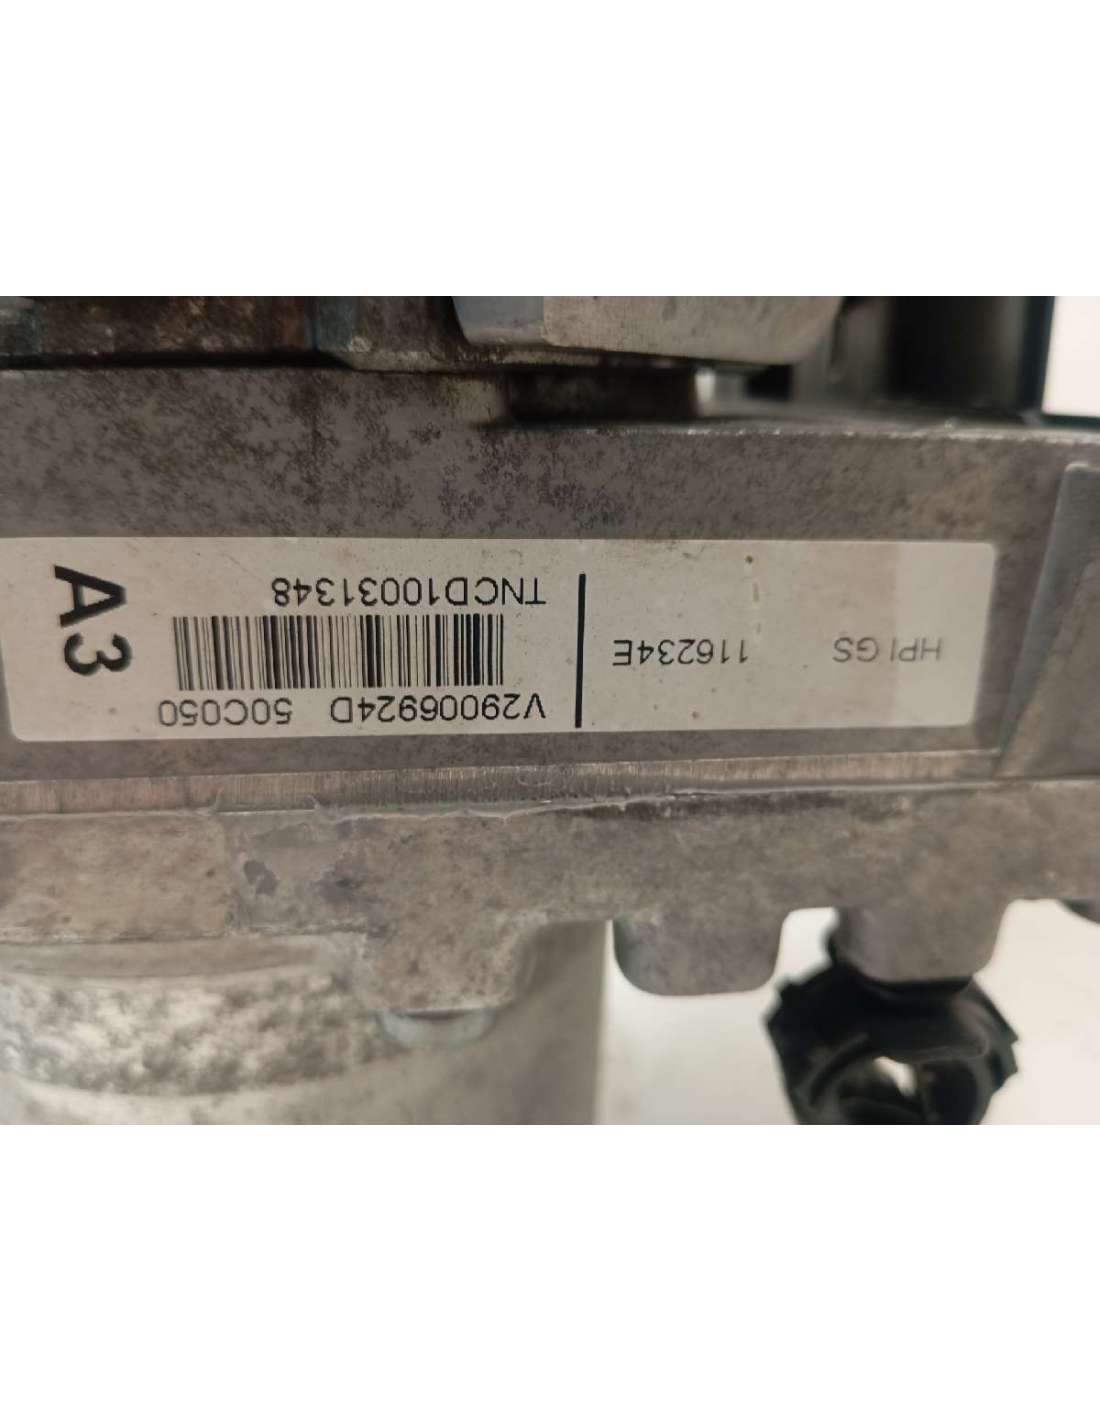 HPI GS 116234E
V29006924D 50C050
TNCD10031348
A3